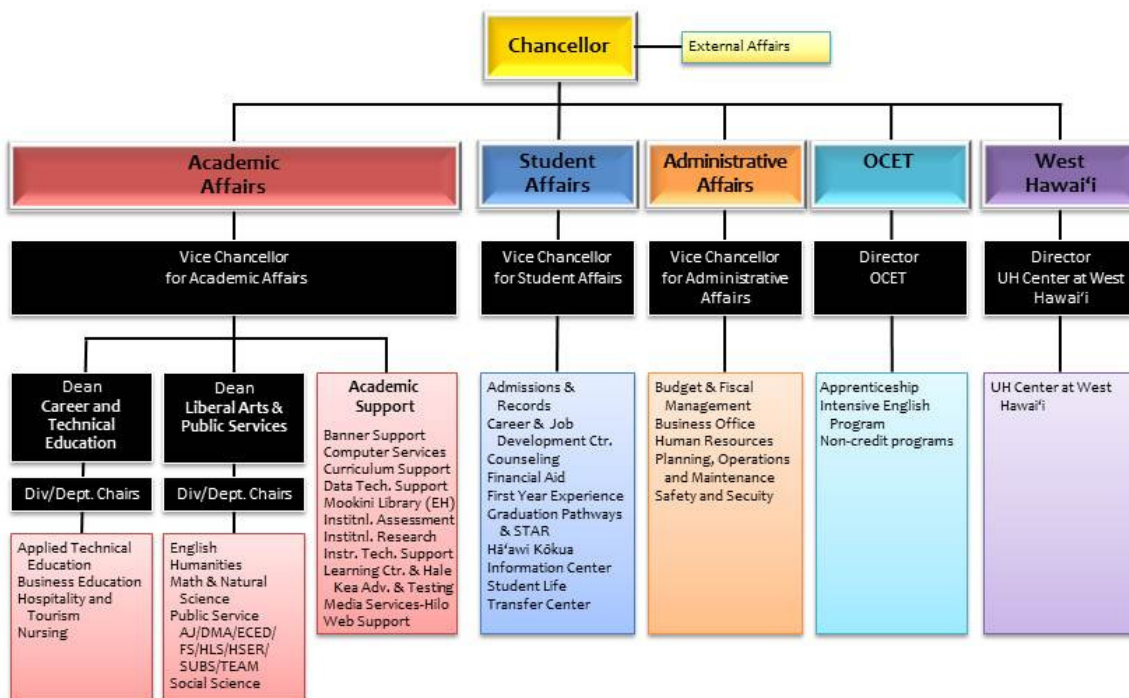 Chancellor
External Affairs
Academic
Affairs
Student
Affairs
Administrative
Affairs
OCET
West
Hawai‘i
Vice Chancellor
for Academic Affairs
Vice Chancellor
for Student Affairs
Vice Chancellor
for Administrative
Affairs
Director
OCET
Director
UH Center at West
Hawai‘i
Dean
Career and
Technical
Education
Div/Dept. Chairs
Applied Technical
Education
Business Education
Hospitality and
Tourism
Nursing
Dean
Liberal Arts &
Public Services
Div/Dept. Chairs
English
Humanities
Math & Natural
Science
Public Service
AJ/DMA/ECED/
FS/HLS/HSER/
SUBS/TEAM
Social Science
Academic
Support
Banner Support
Computer Services
Curriculum Support
Data Tech. Support
Mookini Library (EH)
Institnl. Assessment
Institnl. Research
Instr. Tech. Support
Learning Ctr. & Hale
Kea Adv. & Testing
Media Services-Hilo
Web Support
Admissions &
Records
Career & Job
Development Ctr.
Counseling
Financial Aid
First Year Experience
Graduation Pathways
& STAR
Hā‘awi Kōkua
Information Center
Student Life
Transfer Center
Budget & Fiscal
Management
Business Office
Human Resources
Planning, Operations
and Maintenance
Safety and Secuity
Apprenticeship
Intensive English
Program
Non-credit programs
UH Center at West
Hawai‘i